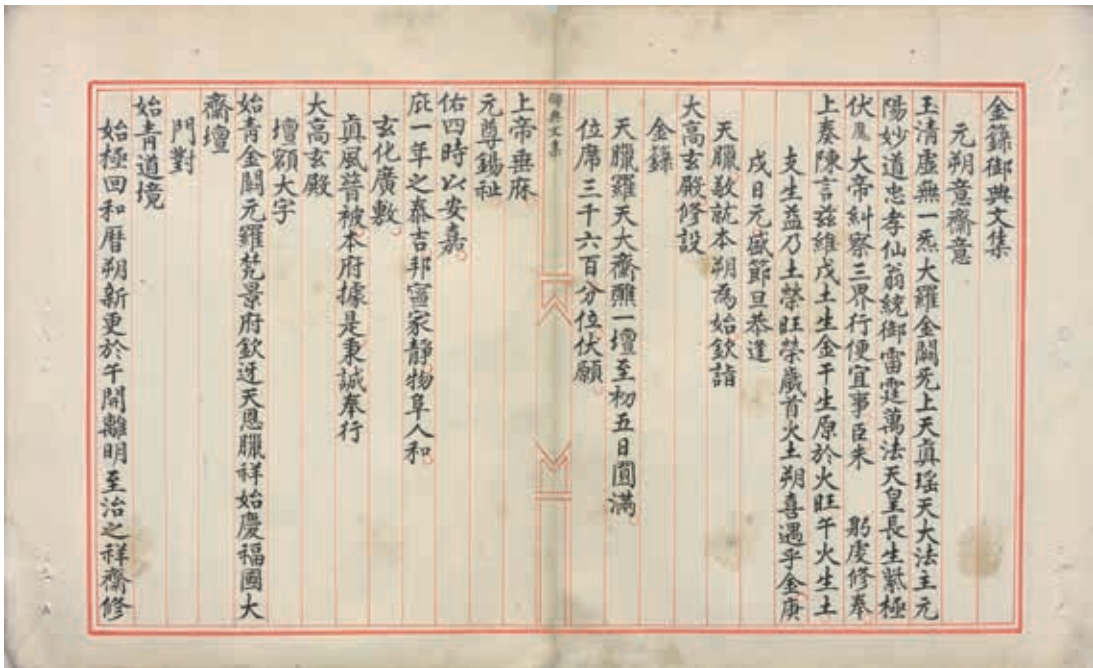 金籙御典文集
元朔意齋意
玉清虛無一炁大羅金闕旡上天真瑤天大法主元
陽妙道忠孝仙翁統御雷霆萬法天皇長生紫極
伏魔大帝糾察三界行便宜事臣朱 躬虔修奉
上奏陳言茲維戊土生金干生原於火旺午火生土
支生益乃土榮旺榮歲首火土朔喜遇乎金庚
戊日元盛節旦恭逢
天臘敬就本朔為始欽詣
大高玄殿修設
金籙
天臘羅天大齋醮一壇至初五日圓滿
位席三千六百分位伏願
御典文集
上帝垂庥
元尊錫祉
佑四時以安嘉
庇一年之泰吉邦寧家靜物阜人和
玄化廣敷
真風普被本府據是秉誠奉行
大高玄殿
壇額大字
始青金闕元羅梵景府欽迓天恩臘祥始慶福國大
齋壇
門對
始青道境
始極回和曆朔新更於午開離明至治之祥齋修